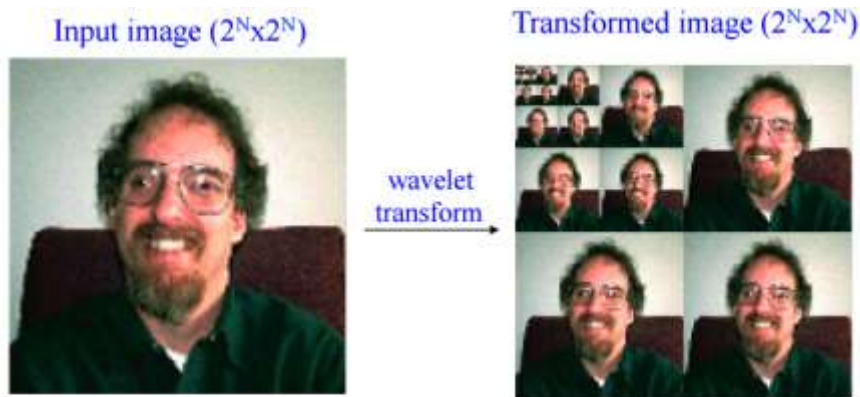 Input image (2ᴺx2ᴺ)
Transformed image (2ᴺx2ᴺ)
wavelet
transform